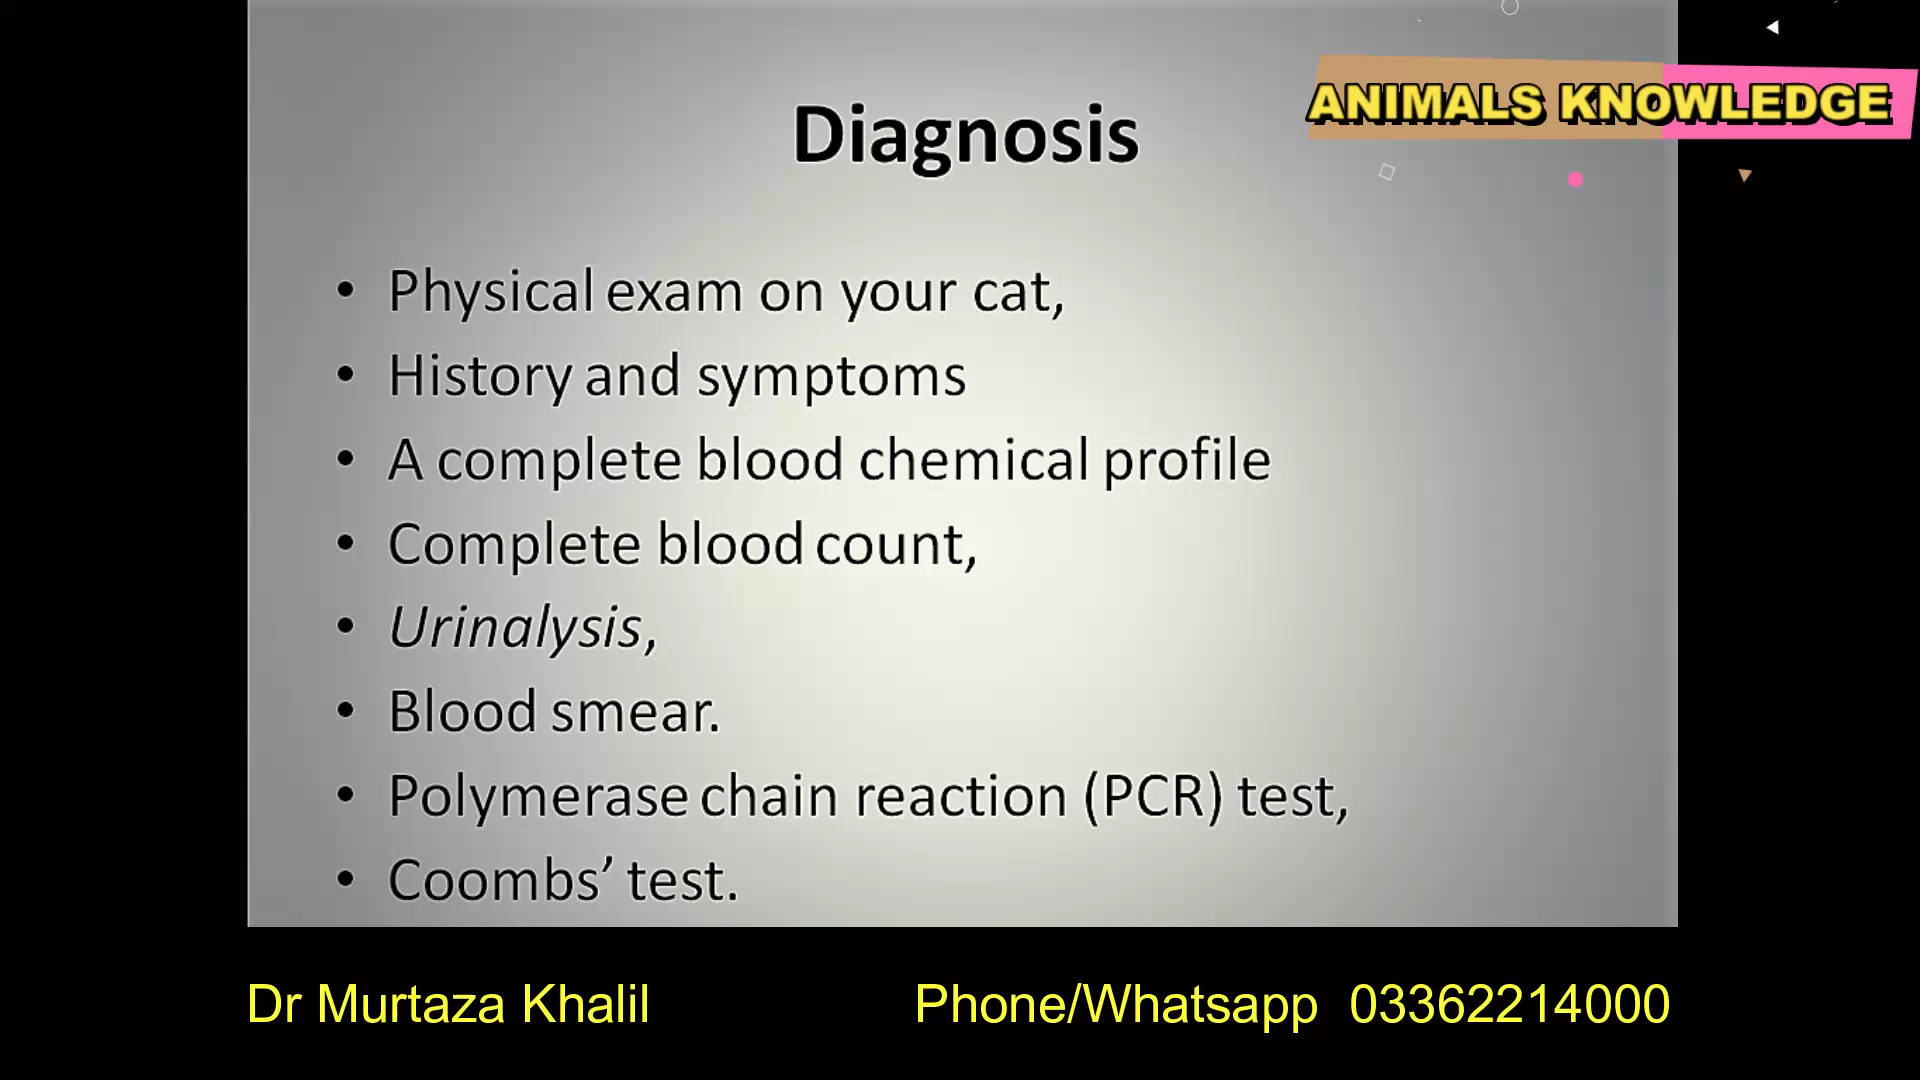 ANIMALS KNOWLEDGE
Diagnosis
• Physical exam on your cat,
• History and symptoms
• A complete blood chemical profile
• Complete blood count,
• Urinalysis,
• Blood smear.
• Polymerase chain reaction (PCR) test,
• Coombs’ test.
Dr Murtaza Khalil Phone/Whatsapp 03362214000